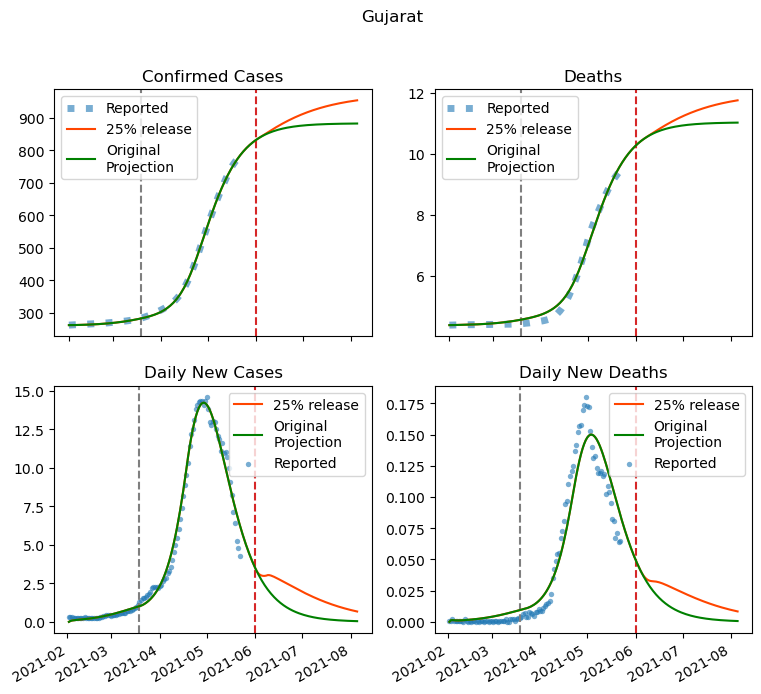 Gujarat
Confirmed Cases
Reported
25% release
Original
Projection
900
800
700
600
500
400
300
Deaths
Reported
25% release
Original
Projection
12
10
8
6
Daily New Cases
25% release
Original
Projection
Reported
15.0
12.5
10.0
7.5
5.0
2.5
0.0
2021-02
2021-03
2021-04
2021-05
2021-06
2021-07
2021-08
Daily New Deaths
25% release
Original
Projection
Reported
0.175
0.150
0.125
0.100
0.075
0.050
0.025
0.000
2021-02
2021-03
2021-04
2021-05
2021-06
2021-07
2021-08